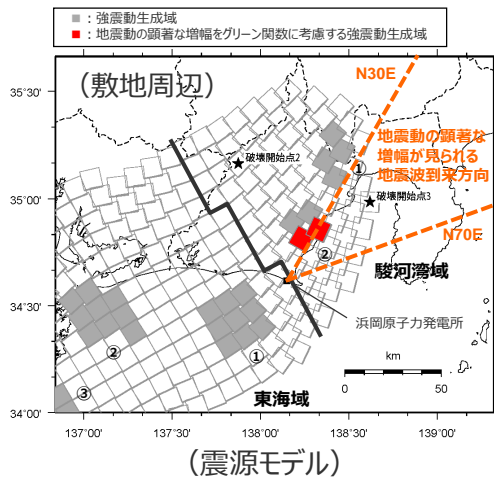 ：強震動生成域
：地震動の顕著な増幅をグリーン関数に考慮する強震動生成域
（敷地周辺）
N30E
35°30'
地震動の顕著な
増幅が見られる
地震波到来方向
破壊開始点2
①
35°00'
破壊開始点3
N70E
②
駿河湾域
34°30'
浜岡原子力発電所
②
①
km
③
0
50
東海域
34°00'
137°00'
137°30'
138°00'
138°30'
139°00'
（震源モデル）